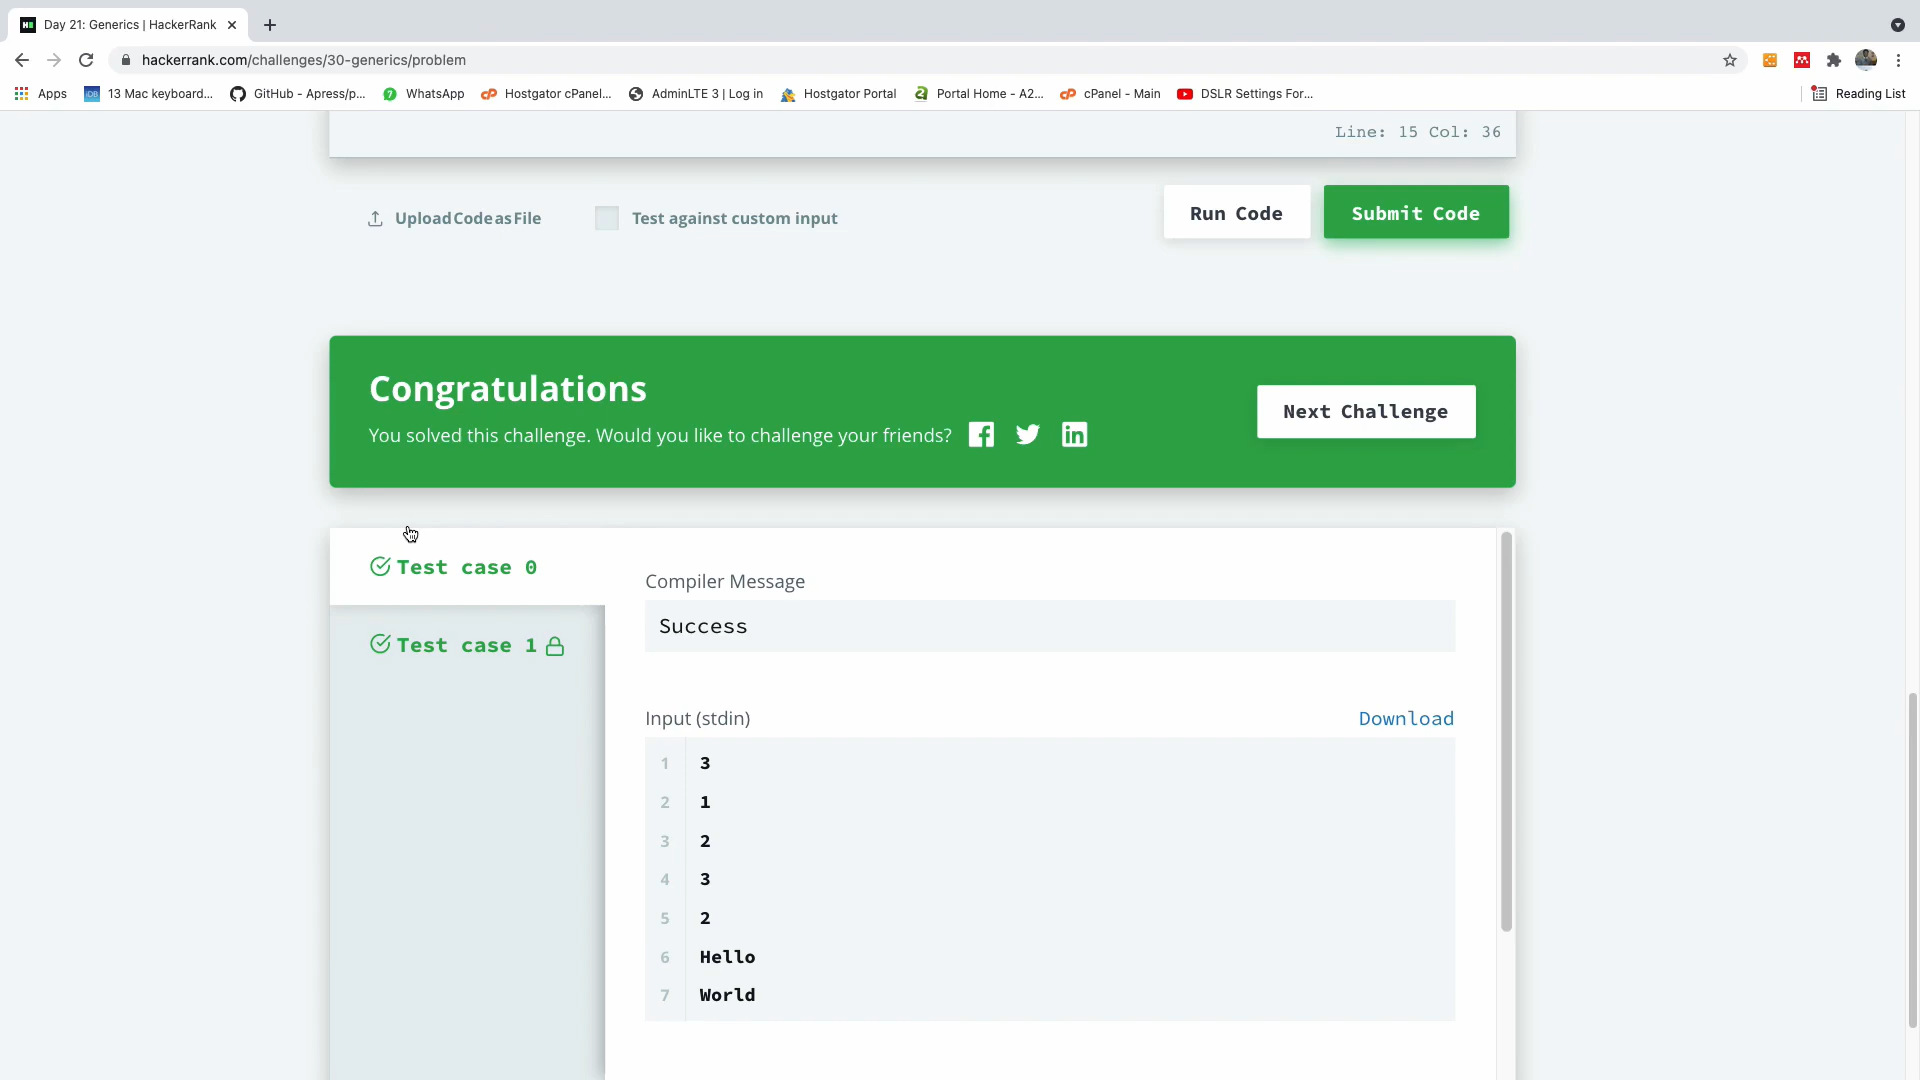 Day 21: Generics | HackerRank
hackerrank.com/challenges/30-generics/problem
Apps
13 Mac keyboard...
GitHub - Apress/p...
WhatsApp
Hostgator cPanel...
AdminLTE 3 | Log in
Hostgator Portal
Portal Home - A2...
cPanel - Main
DSLR Settings For...
Reading List
Line: 15 Col: 36
Upload Code as File
Test against custom input
Run Code
Submit Code
Congratulations
You solved this challenge. Would you like to challenge your friends?
Next Challenge
Test case 0
Test case 1
Compiler Message
Success
Input (stdin)
Download
1 3
2 1
3 2
4 3
5 2
6 Hello
7 World